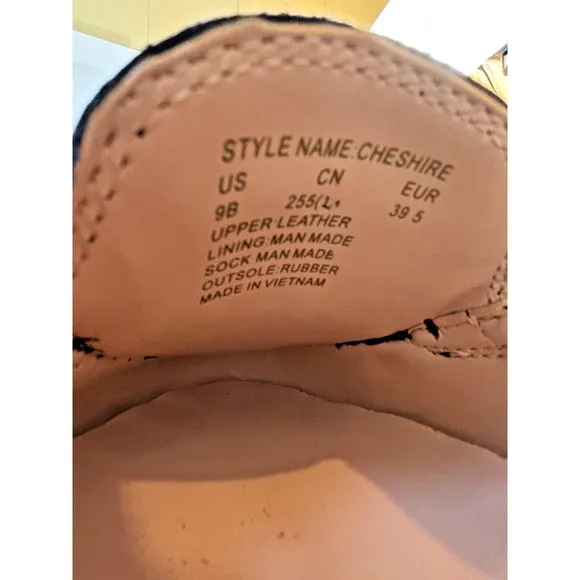 STYLE NAME:CHESHIRE
US CN EUR
9B 255( 39 5
UPPER:LEATHER
LINING:MAN MADE
SOCK MAN MADE
OUTSOLE:RUBBER
MADE IN VIETNAM